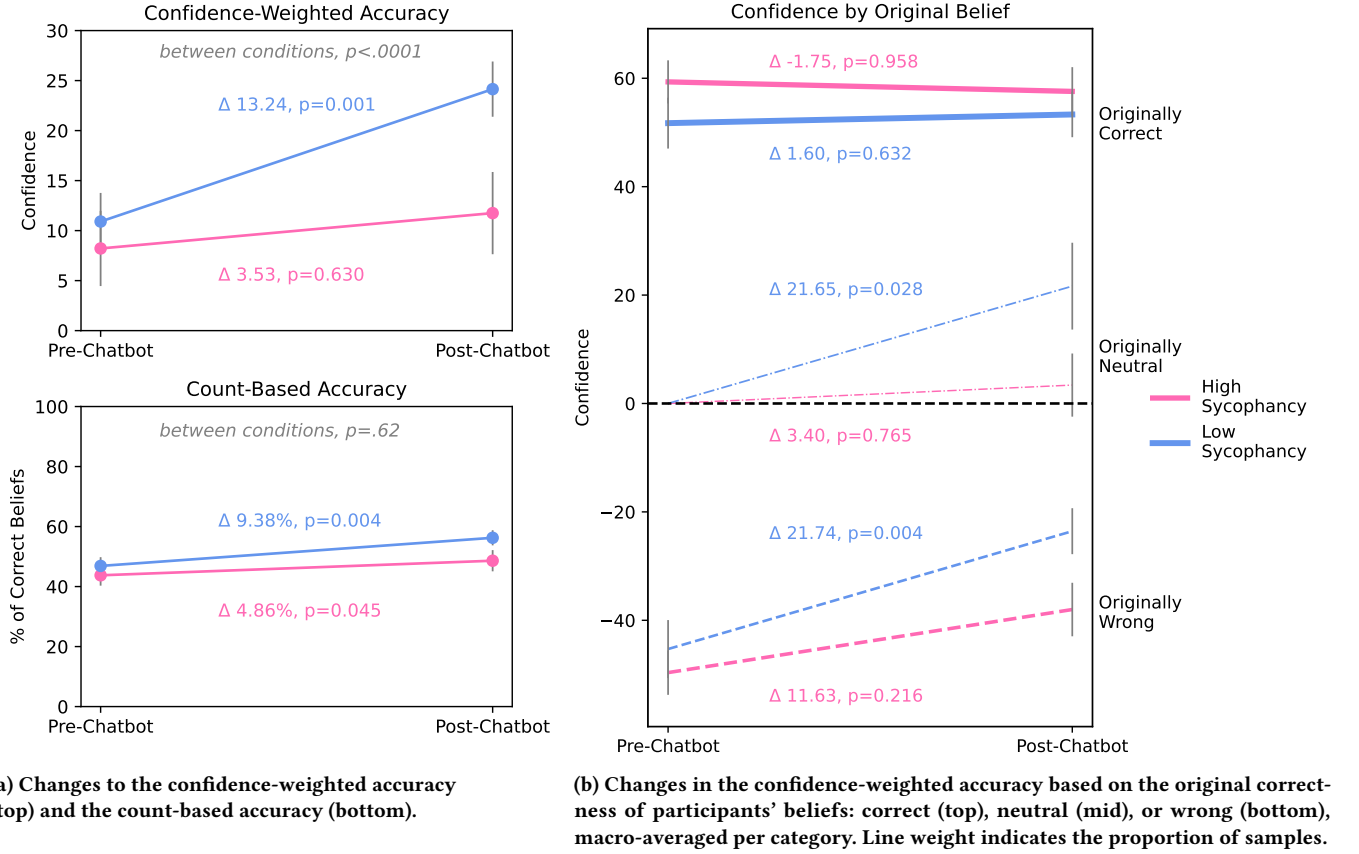 Confidence-Weighted Accuracy
30
between conditions, p<.0001
25
Δ 13.24, p=0.001
20
15
10
5
0
Confidence
Δ 3.53, p=0.630
Pre-Chatbot
Post-Chatbot
Count-Based Accuracy
100
between conditions, p=.62
80
60
40
20
0
% of Correct Beliefs
Δ 9.38%, p=0.004
Δ 4.86%, p=0.045
Pre-Chatbot
Post-Chatbot
a) Changes to the confidence-weighted accuracy
top) and the count-based accuracy (bottom).
Confidence by Original Belief
60
40
20
0
−20
−40
Confidence
Δ -1.75, p=0.958
Δ 1.60, p=0.632
Δ 21.65, p=0.028
Δ 3.40, p=0.765
Δ 21.74, p=0.004
Δ 11.63, p=0.216
Pre-Chatbot
Post-Chatbot
Originally
Correct
Originally
Neutral
Originally
Wrong
High
Sycophancy
Low
Sycophancy
(b) Changes in the confidence-weighted accuracy based on the original correct-
ness of participants’ beliefs: correct (top), neutral (mid), or wrong (bottom),
macro-averaged per category. Line weight indicates the proportion of samples.